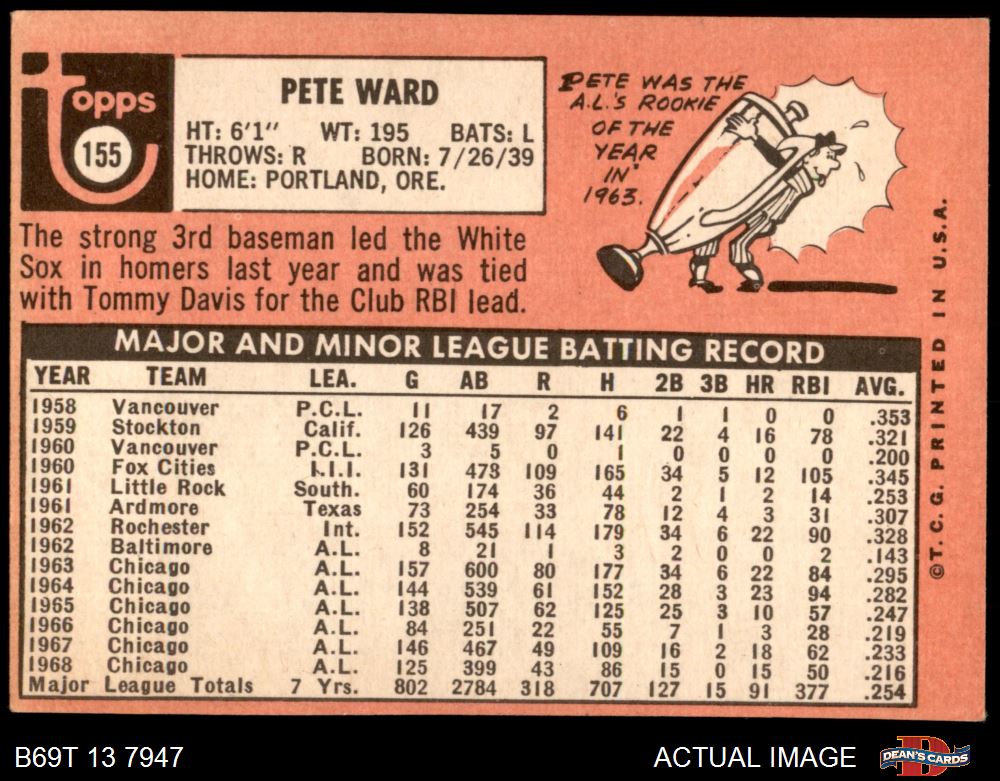 Topps
155
PETE WARD
HT: 6'1" WT: 195 BATS: L
THROWS: R BORN: 7/26/39
HOME: PORTLAND, ORE.
PETE WAS THE
A.L.'S ROOKIE
OF THE
YEAR
IN
1963.
The strong 3rd baseman led the White
Sox in homers last year and was tied
with Tommy Davis for the Club RBI lead.
MAJOR AND MINOR LEAGUE BATTING RECORD
YEAR TEAM LEA. G AB R H 2B 3B HR RBI AVG.
1958 Vancouver P.C.L. 11 17 2 6 1 1 0 0 .353
1959 Stockton Calif. 126 439 97 141 22 4 16 78 .321
1960 Vancouver P.C.L. 3 5 0 1 0 0 0 0 .200
1960 Fox Cities I.I.I. 131 478 109 165 34 5 12 105 .345
1961 Little Rock South. 60 174 36 44 2 1 2 14 .253
1961 Ardmore Texas 73 254 33 78 12 4 3 31 .307
1962 Rochester Int. 152 545 114 179 34 6 22 90 .328
1962 Baltimore A.L. 8 21 1 3 2 0 0 2 .143
1963 Chicago A.L. 157 600 80 177 34 6 22 84 .295
1964 Chicago A.L. 144 539 61 152 28 3 23 94 .282
1965 Chicago A.L. 138 507 62 125 25 3 10 57 .247
1966 Chicago A.L. 84 251 22 55 7 1 3 28 .219
1967 Chicago A.L. 146 467 49 109 16 2 18 62 .233
1968 Chicago A.L. 125 399 43 86 15 0 15 50 .216
Major League Totals 7 Yrs. 802 2784 318 707 127 15 91 377 .254
©T.C.G. PRINTED IN U.S.A.
B69T 13 7947
ACTUAL IMAGE
DEAN'S CARDS